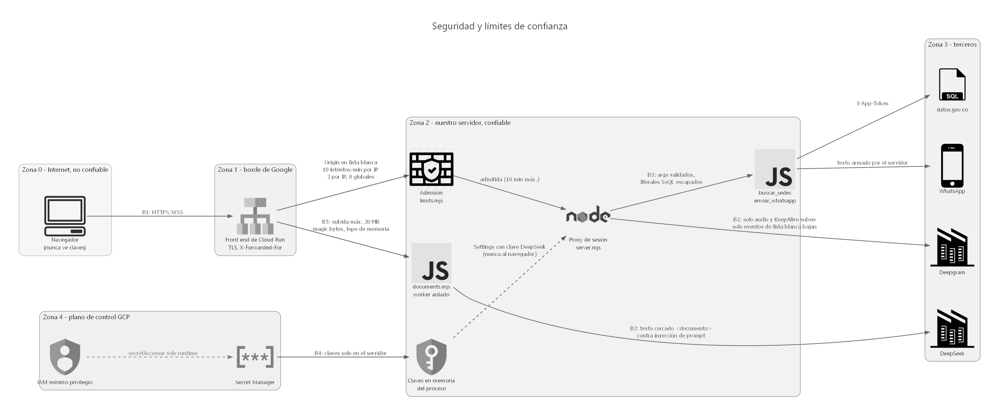 Seguridad y límites de confianza
Zona 0 - Internet, no confiable
Navegador
(nunca ve claves)
B1: HTTPS/WSS
Zona 1 - borde de Google
Front end de Cloud Run
TLS, X-Forwarded-For
Origin en lista blanca
10 intentos/min por IP
2 por IP, 8 globales
B5: subida máx. 20 MB
magic bytes, tope de memoria
Zona 2 - nuestro servidor, confiable
Admisión
limits.mjs
admitida (10 min máx.)
node
Proxy de sesión
server.mjs
B3: args validados,
literales SoQL escapados
JS
buscar_sedes
enviar_whatsapp
B2: solo audio y KeepAlive suben
solo eventos de lista blanca bajan
Settings con clave DeepSeek
(nunca al navegador)
JS
documents.mjs
worker aislado
B2: texto cercado <documento>
contra inyección de prompt
Claves en memoria
del proceso
Zona 3 - terceros
X-App-Token
SQL
datos.gov.co
texto armado por el servidor
WhatsApp
Deepgram
DeepSeek
Zona 4 - plano de control GCP
IAM mínimo privilegio
secretAccessor solo runtime
[***]
Secret Manager
B4: claves solo en el servidor